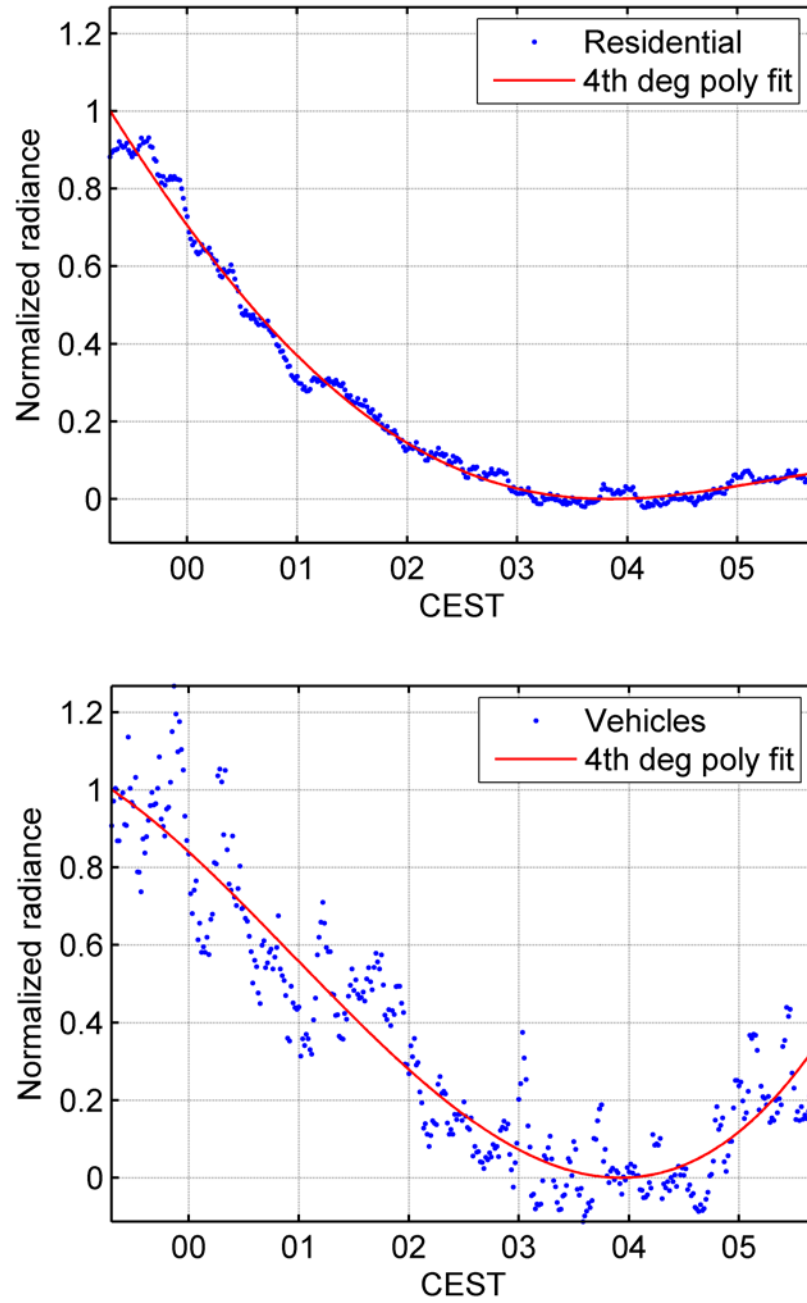 1.2
1
0.8
0.6
0.4
0.2
0
Normalized radiance
Residential
4th deg poly fit
00 01 02 03 04 05
CEST
1.2
1
0.8
0.6
0.4
0.2
0
Normalized radiance
Vehicles
4th deg poly fit
00 01 02 03 04 05
CEST